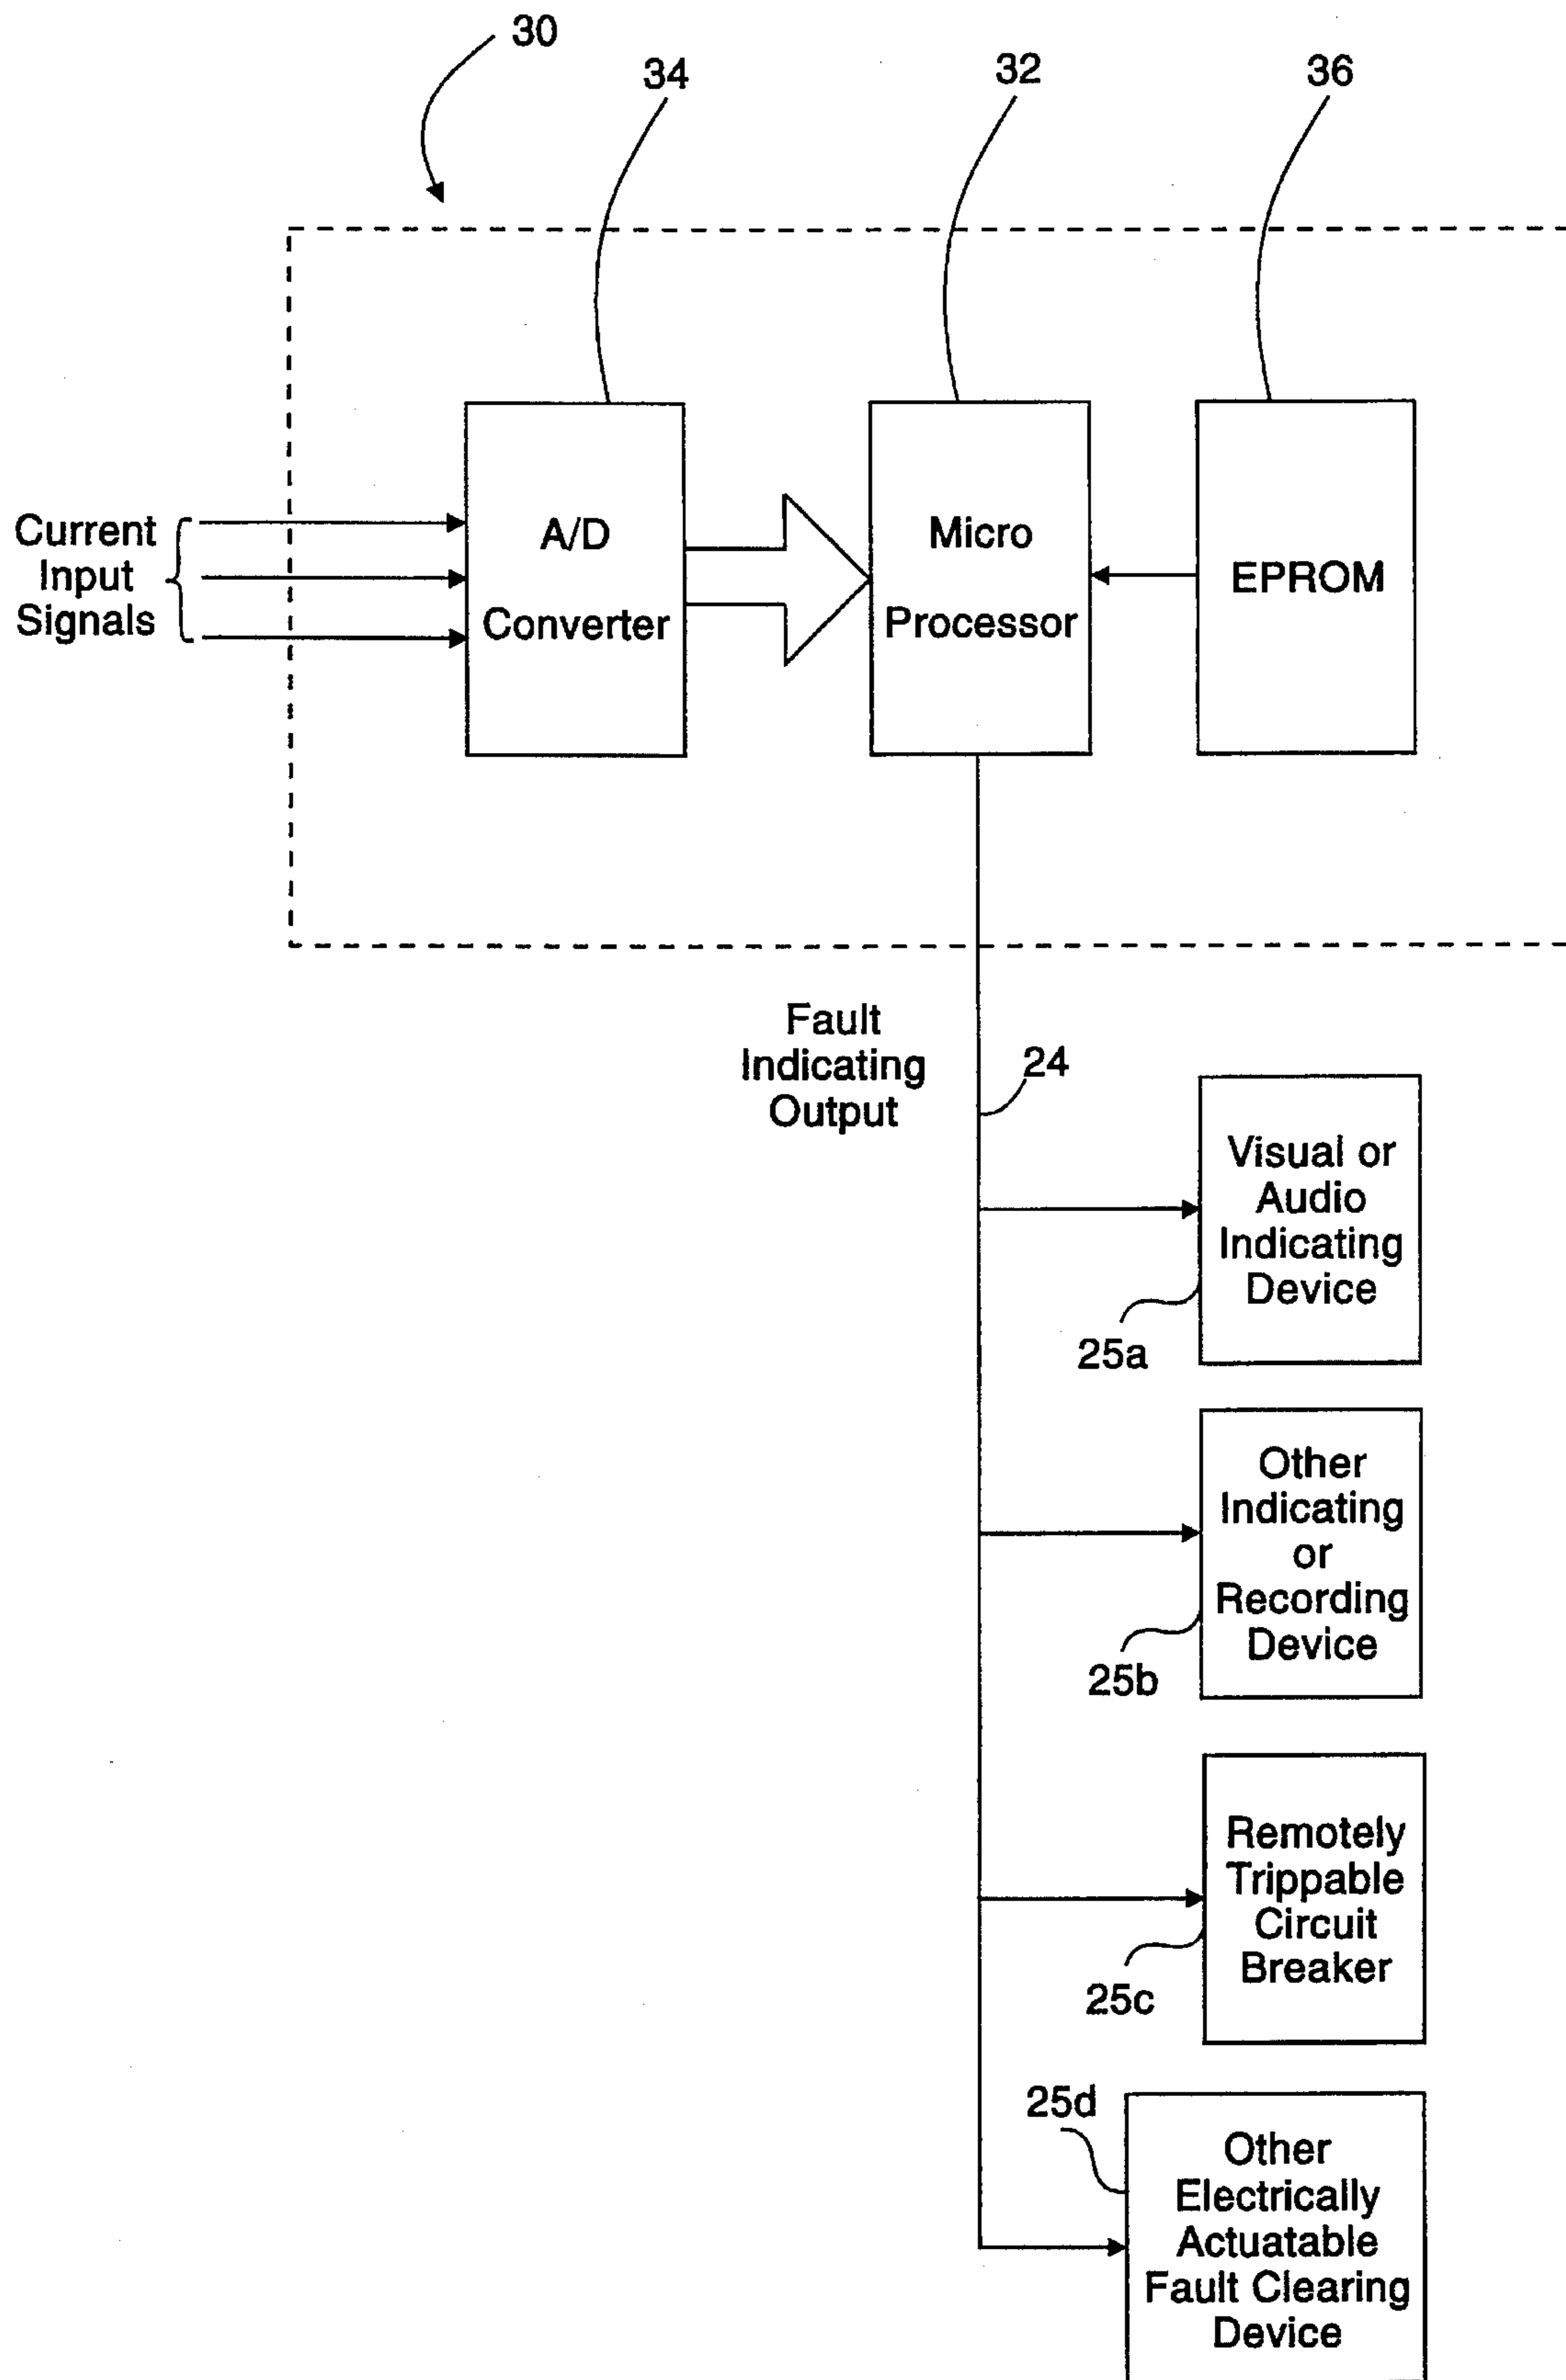 30
34
32
36
Current
Input
Signals
A/D
Converter
Micro
Processor
EPROM
Fault
Indicating
Output
24
Visual or
Audio
Indicating
Device
25a
Other
Indicating
or
Recording
Device
25b
Remotely
Trippable
Circuit
Breaker
25c
25d
Other
Electrically
Actuatable
Fault Clearing
Device